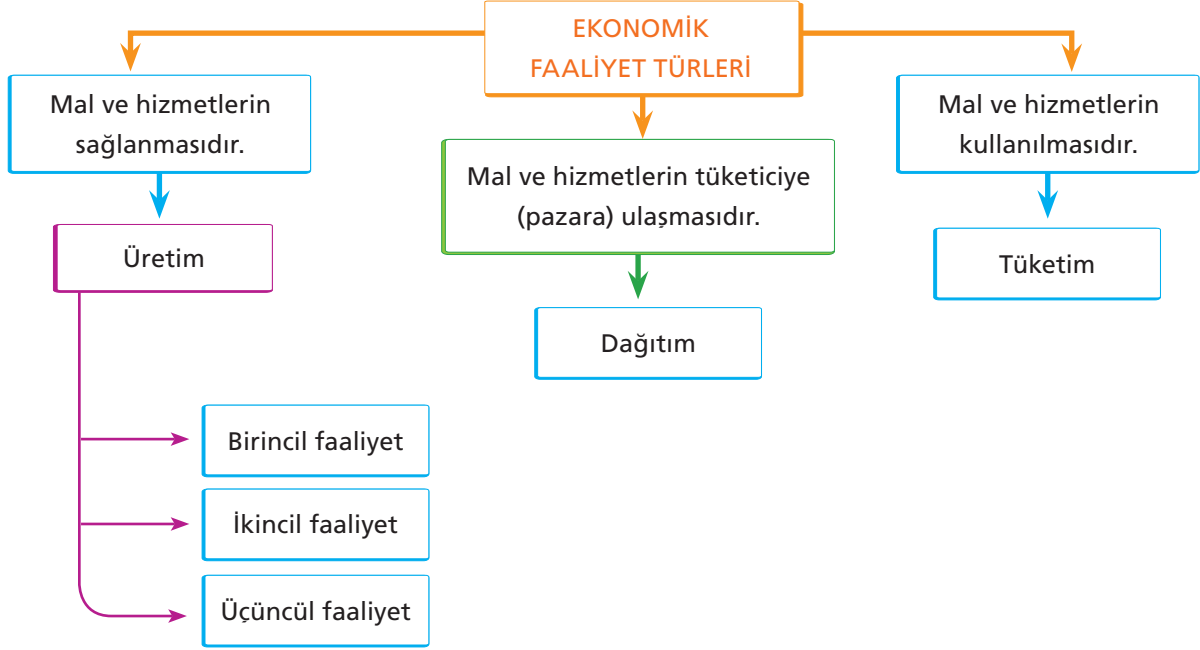 EKONOMİK
FAALİYET TÜRLERİ
Mal ve hizmetlerin
sağlanmasıdır.
Üretim
Birincil faaliyet
İkincil faaliyet
Üçüncül faaliyet
Mal ve hizmetlerin tüketiciye
(pazara) ulaşmasıdır.
Dağıtım
Mal ve hizmetlerin
kullanılmasıdır.
Tüketim